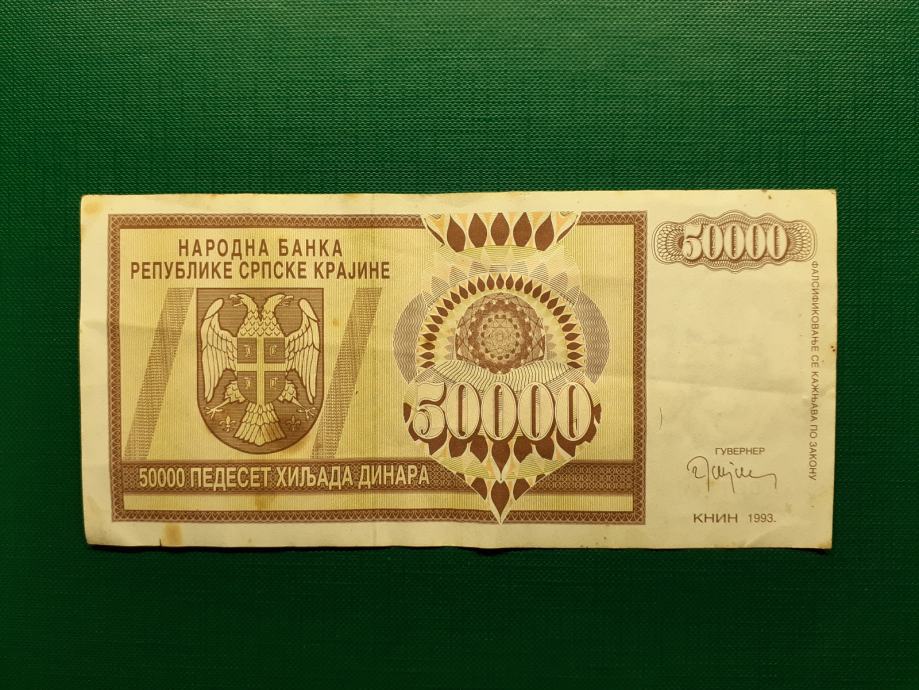 НАРОДНА БАНКА
РЕПУБЛИКЕ СРПСКЕ КРАЈИНЕ
50000
50000
50000 ПЕДЕСЕТ ХИЉАДА ДИНАРА
ФАЛСИФИКОВАЊЕ СЕ КАЖЊАВА ПО ЗАКОНУ
ГУВЕРНЕР
КНИН 1993.